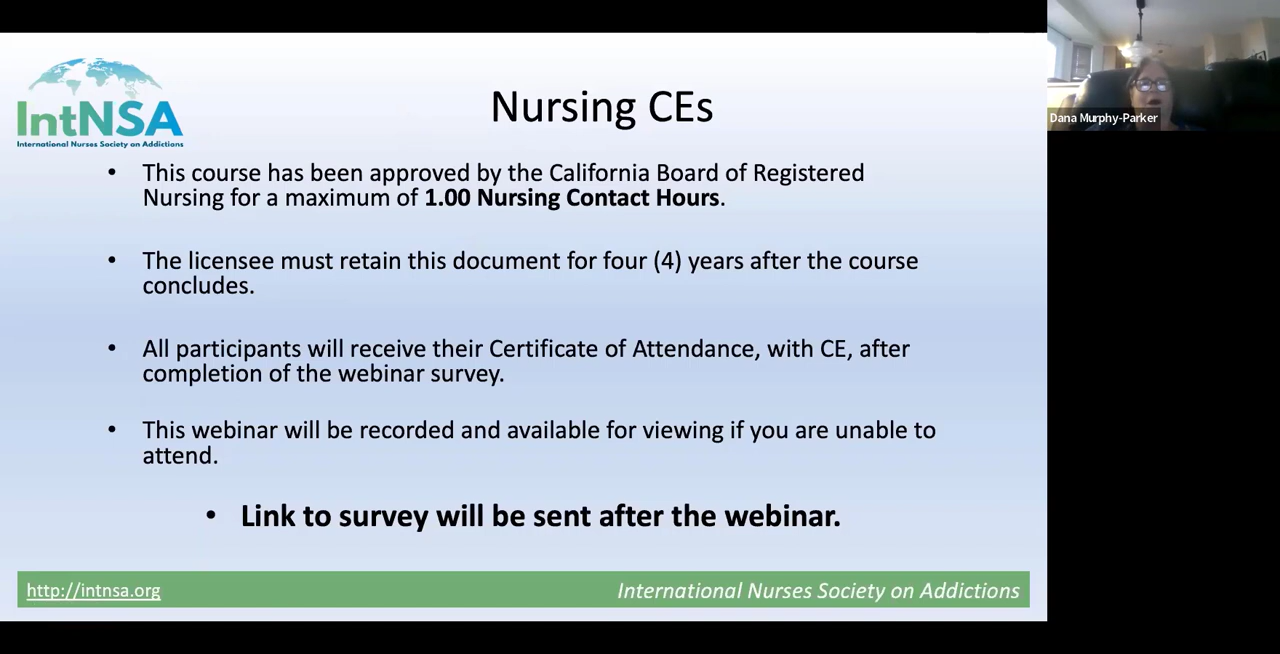 IntNSA
International Nurses Society on Addictions
Nursing CEs
Dana Murphy-Parker
• This course has been approved by the California Board of Registered
Nursing for a maximum of 1.00 Nursing Contact Hours.
• The licensee must retain this document for four (4) years after the course
concludes.
• All participants will receive their Certificate of Attendance, with CE, after
completion of the webinar survey.
• This webinar will be recorded and available for viewing if you are unable to
attend.
• Link to survey will be sent after the webinar.
http://intnsa.org
International Nurses Society on Addictions